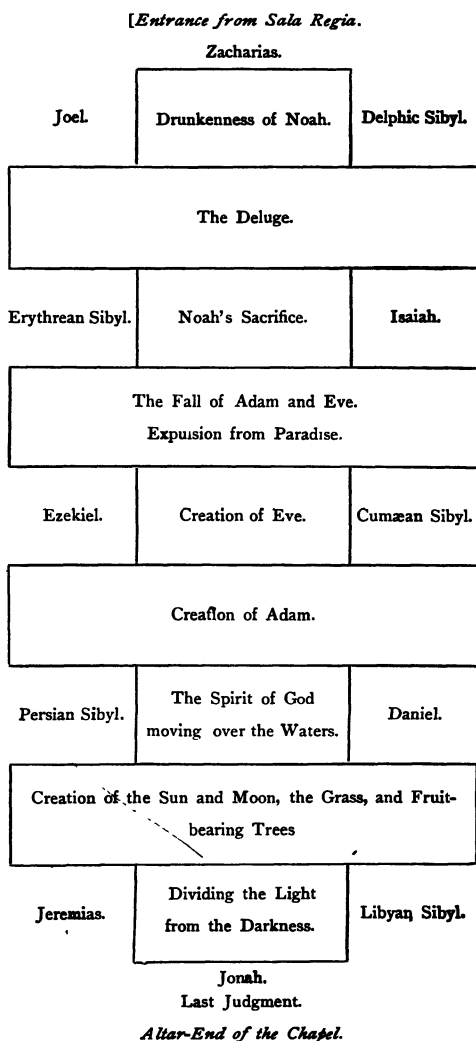 [Entrance from Sala Regia.
Zacharias.
Joel. Drunkenness of Noah. Delphic Sibyl.
The Deluge.
Erythrean Sibyl. Noah's Sacrifice. Isaiah.
The Fall of Adam and Eve.
Expulsion from Paradise.
Ezekiel. Creation of Eve. Cumæan Sibyl.
Creation of Adam.
The Spirit of God
Persian Sibyl. moving over the Waters. Daniel.
Creation of the Sun and Moon, the Grass, and Fruit-
bearing Trees
Dividing the Light
Jeremias. from the Darkness. Libyan Sibyl.
Jonah.
Last Judgment.
Altar-End of the Chapel.